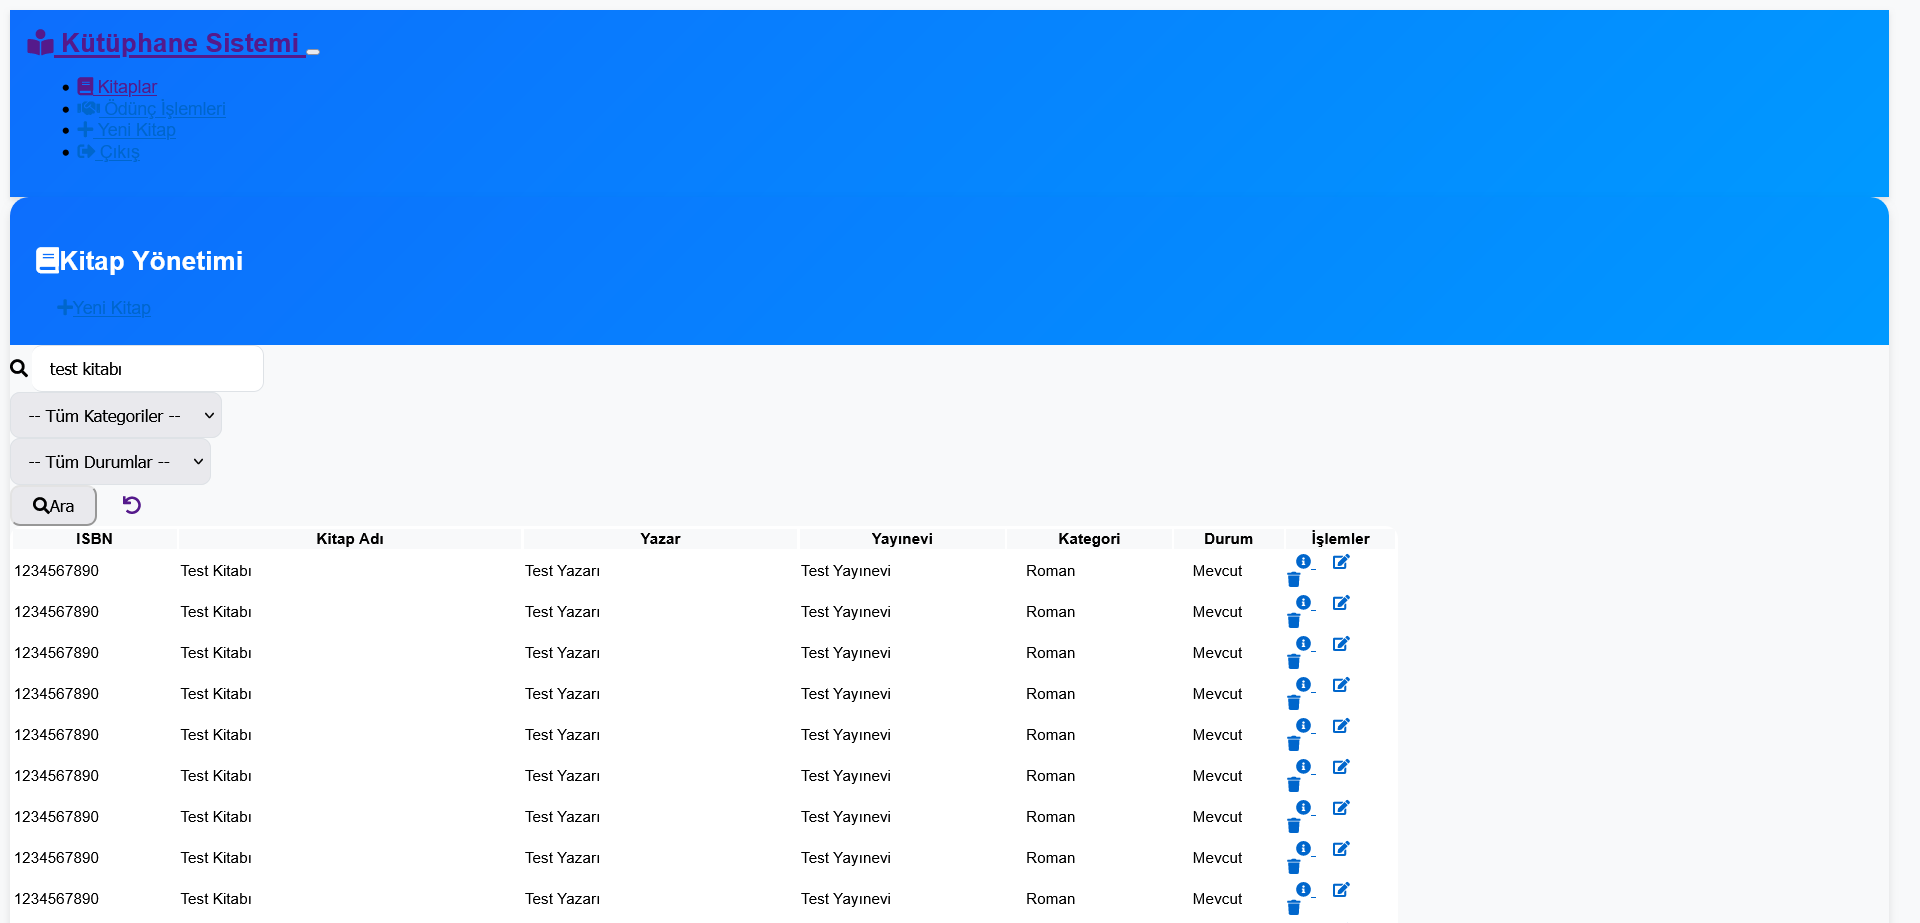 Kütüphane Sistemi
Kitaplar
Ödünç İşlemleri
Yeni Kitap
Çıkış
Kitap Yönetimi
Yeni Kitap
test kitabı
-- Tüm Kategoriler --
-- Tüm Durumlar --
Ara
ISBN Kitap Adı Yazar Yayınevi Kategori Durum İşlemler
1234567890 Test Kitabı Test Yazarı Test Yayınevi Roman Mevcut
1234567890 Test Kitabı Test Yazarı Test Yayınevi Roman Mevcut
1234567890 Test Kitabı Test Yazarı Test Yayınevi Roman Mevcut
1234567890 Test Kitabı Test Yazarı Test Yayınevi Roman Mevcut
1234567890 Test Kitabı Test Yazarı Test Yayınevi Roman Mevcut
1234567890 Test Kitabı Test Yazarı Test Yayınevi Roman Mevcut
1234567890 Test Kitabı Test Yazarı Test Yayınevi Roman Mevcut
1234567890 Test Kitabı Test Yazarı Test Yayınevi Roman Mevcut
1234567890 Test Kitabı Test Yazarı Test Yayınevi Roman Mevcut